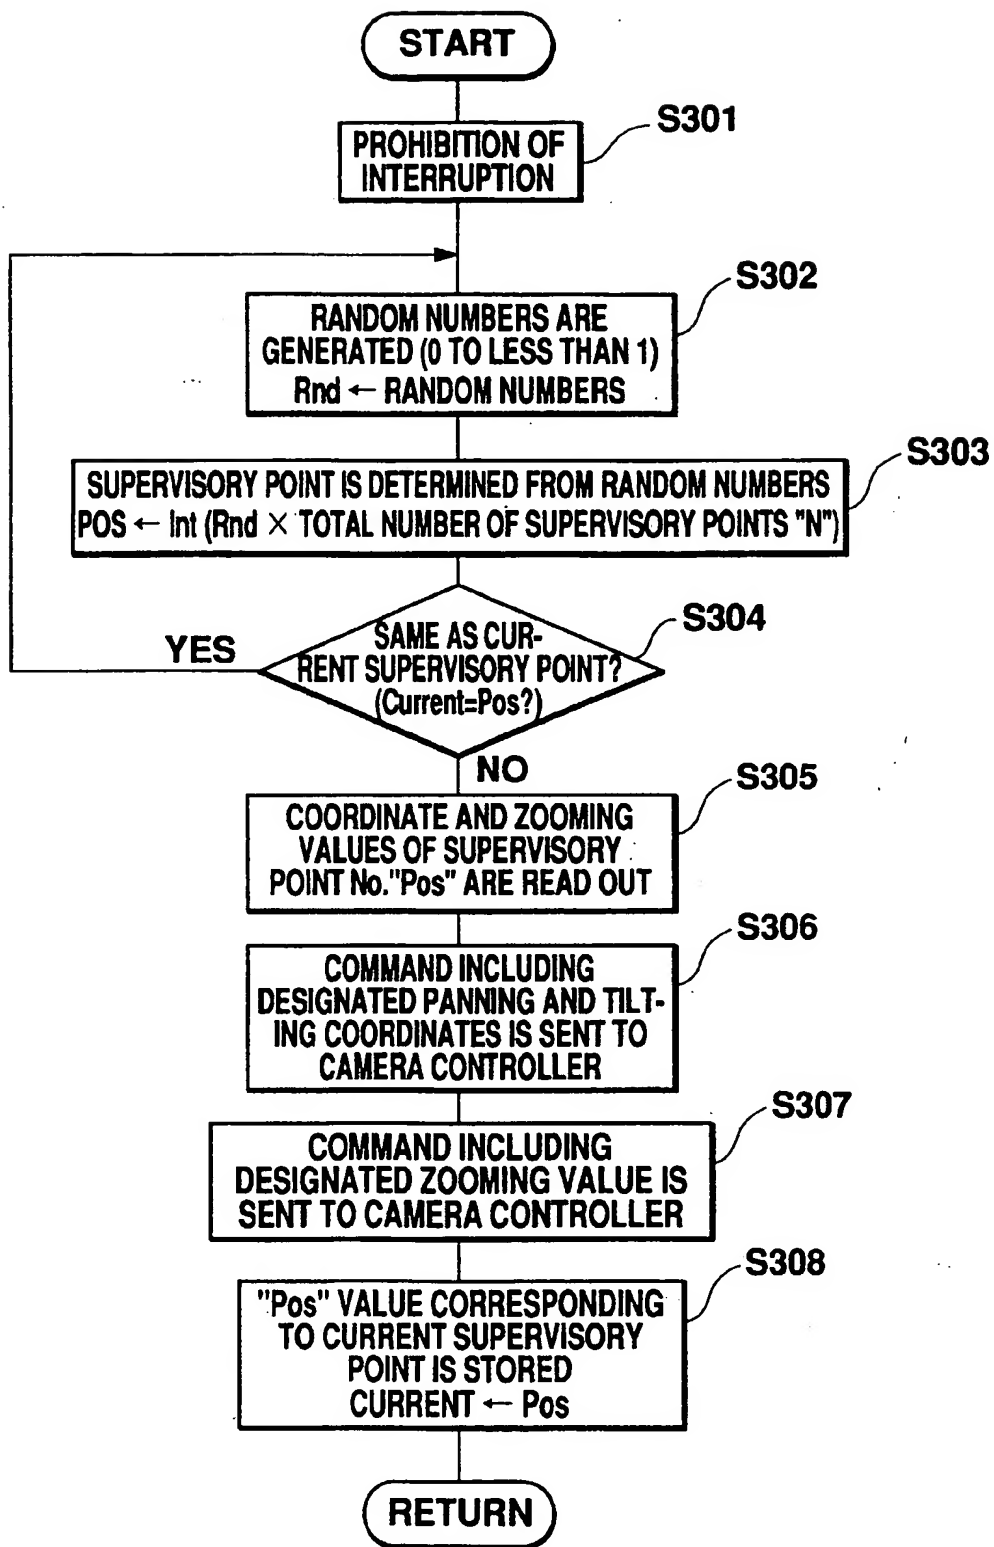 START
S301
PROHIBITION OF
INTERRUPTION
S302
RANDOM NUMBERS ARE
GENERATED (0 TO LESS THAN 1)
Rnd ← RANDOM NUMBERS
S303
SUPERVISORY POINT IS DETERMINED FROM RANDOM NUMBERS
POS ← Int (Rnd × TOTAL NUMBER OF SUPERVISORY POINTS "N")
S304
YES
SAME AS CUR-
RENT SUPERVISORY POINT?
(Current=Pos?)
NO
S305
COORDINATE AND ZOOMING
VALUES OF SUPERVISORY
POINT No."Pos" ARE READ OUT
S306
COMMAND INCLUDING
DESIGNATED PANNING AND TILT-
ING COORDINATES IS SENT TO
CAMERA CONTROLLER
S307
COMMAND INCLUDING
DESIGNATED ZOOMING VALUE IS
SENT TO CAMERA CONTROLLER
S308
"Pos" VALUE CORRESPONDING
TO CURRENT SUPERVISORY
POINT IS STORED
CURRENT ← Pos
RETURN